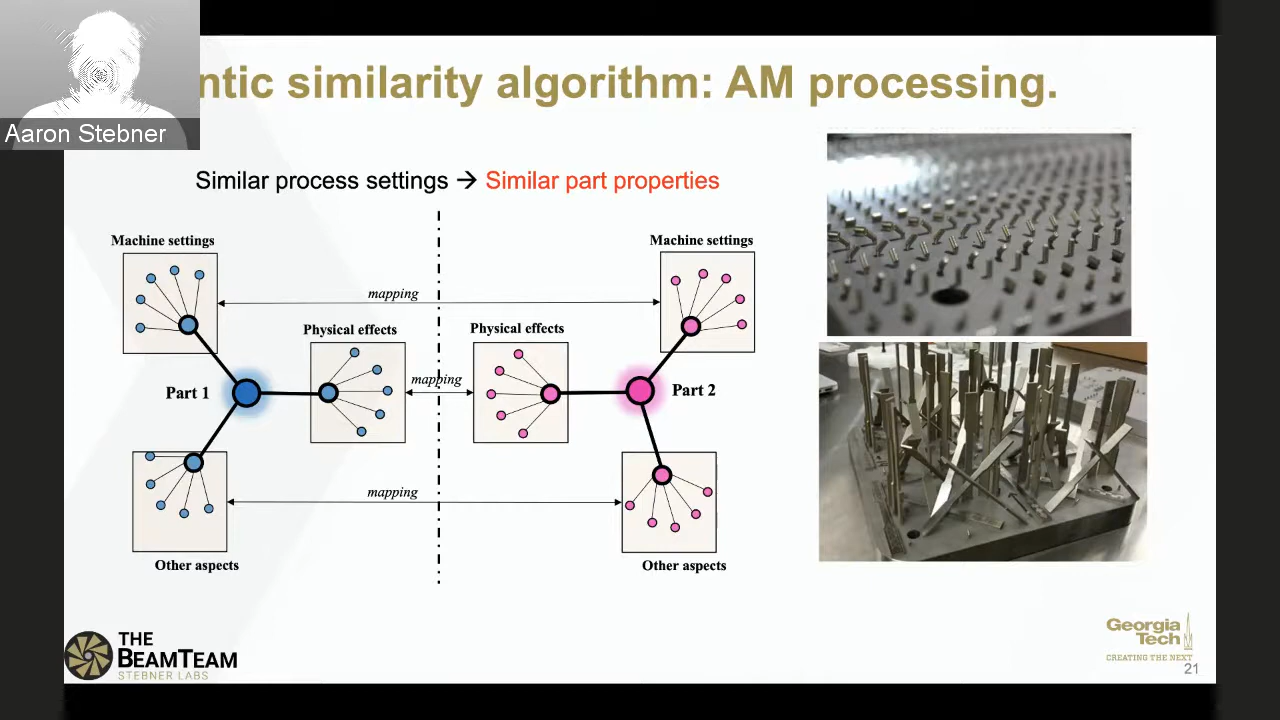 Aaron Stebner
ntic similarity algorithm: AM processing.
Similar process settings → Similar part properties
Machine settings
Machine settings
mapping
Physical effects
Physical effects
Part 1
mapping
Part 2
mapping
Other aspects
Other aspects
THE
BEAMTEAM
STEBNER LABS
Georgia
Tech
CREATING THE NEXT
21